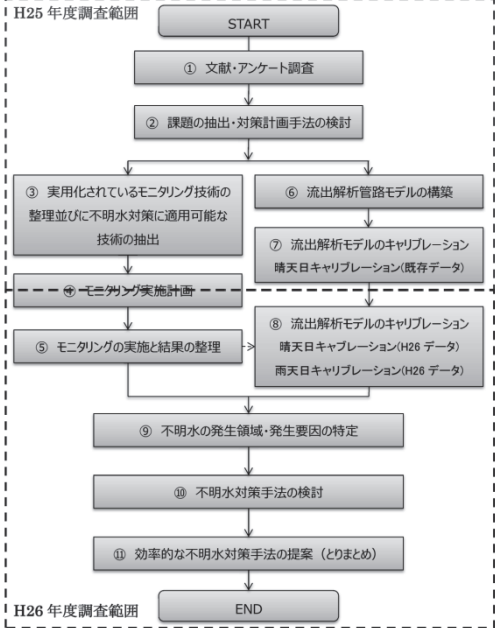 H25 年度調査範囲
START
① 文献・アンケート調査
② 課題の抽出・対策計画手法の検討
③ 実用化されているモニタリング技術の
整理並びに不明水対策に適用可能な
技術の抽出
④ モニタリング実施計画
⑤ モニタリングの実施と結果の整理
⑥ 流出解析管路モデルの構築
⑦ 流出解析モデルのキャリブレーション
晴天日キャリブレーション(既存データ)
⑧ 流出解析モデルのキャリブレーション
晴天日キャブレーション(H26 データ)
雨天日キャリブレーション(H26 データ)
⑨ 不明水の発生領域・発生要因の特定
⑩ 不明水対策手法の検討
⑪ 効率的な不明水対策手法の提案（とりまとめ）
END
H26 年度調査範囲